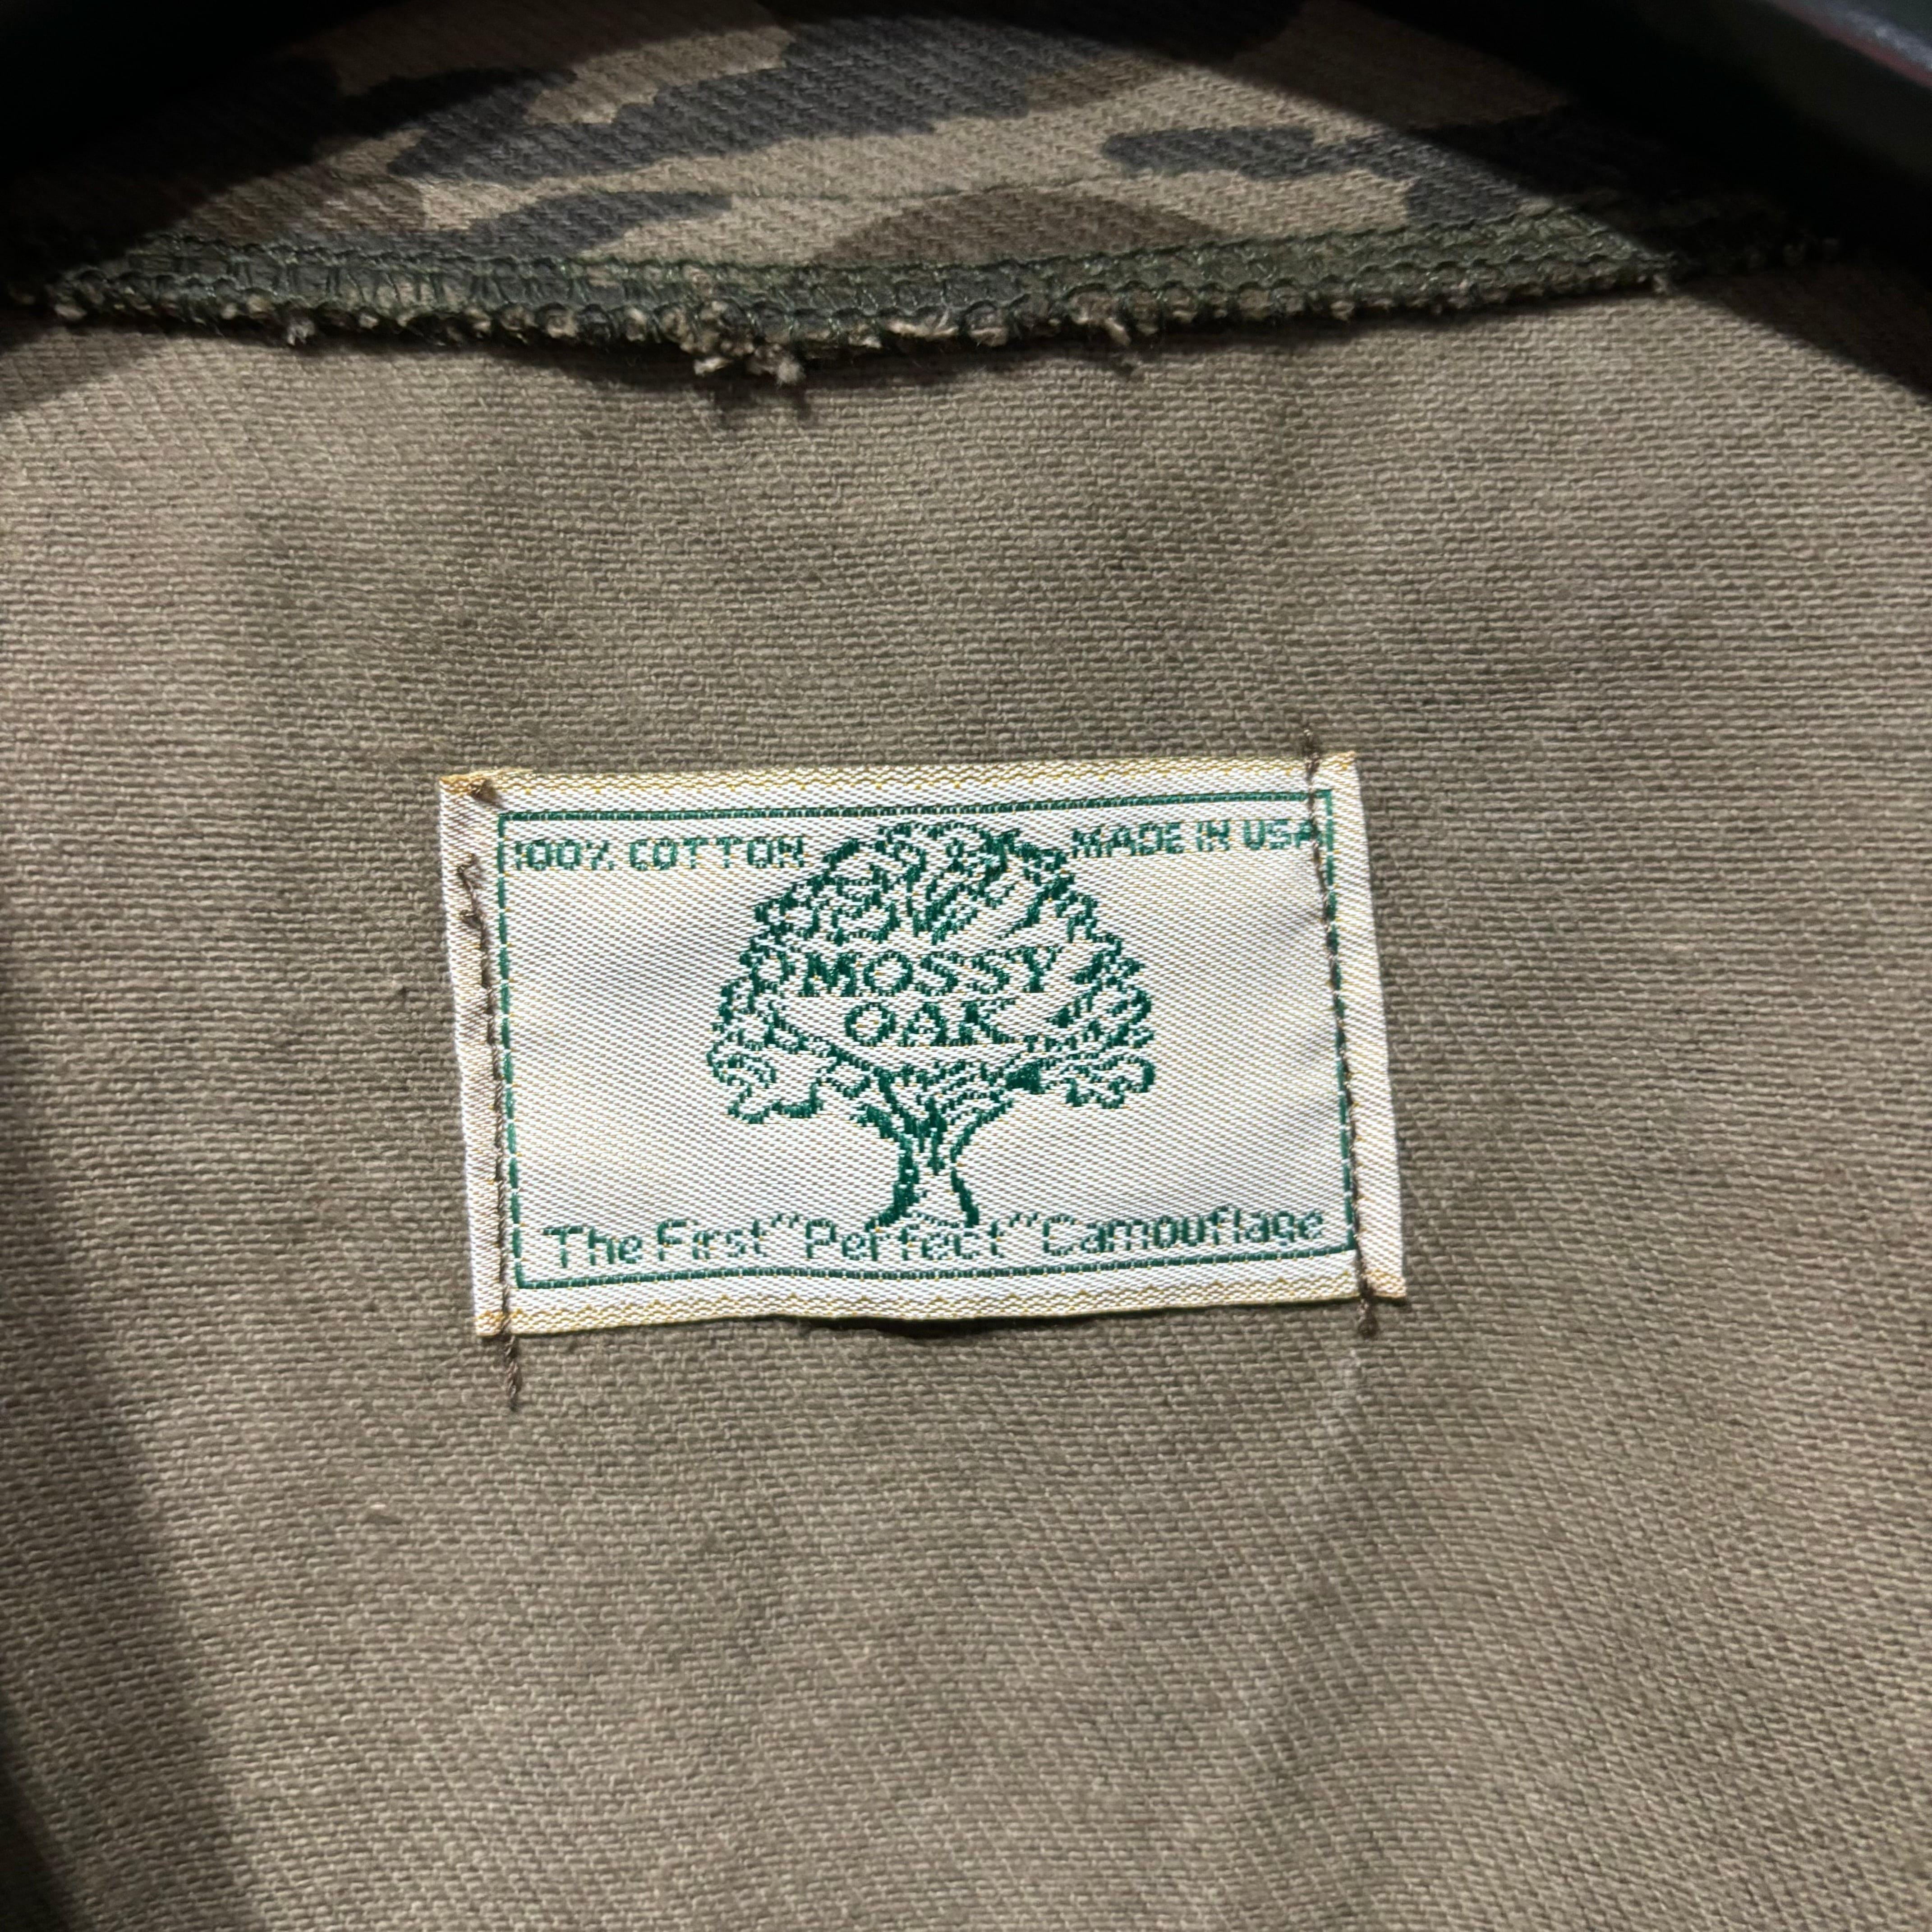 100% COTTON
MADE IN USA
MOSSY
OAK
The First "Perfect" Camouflage